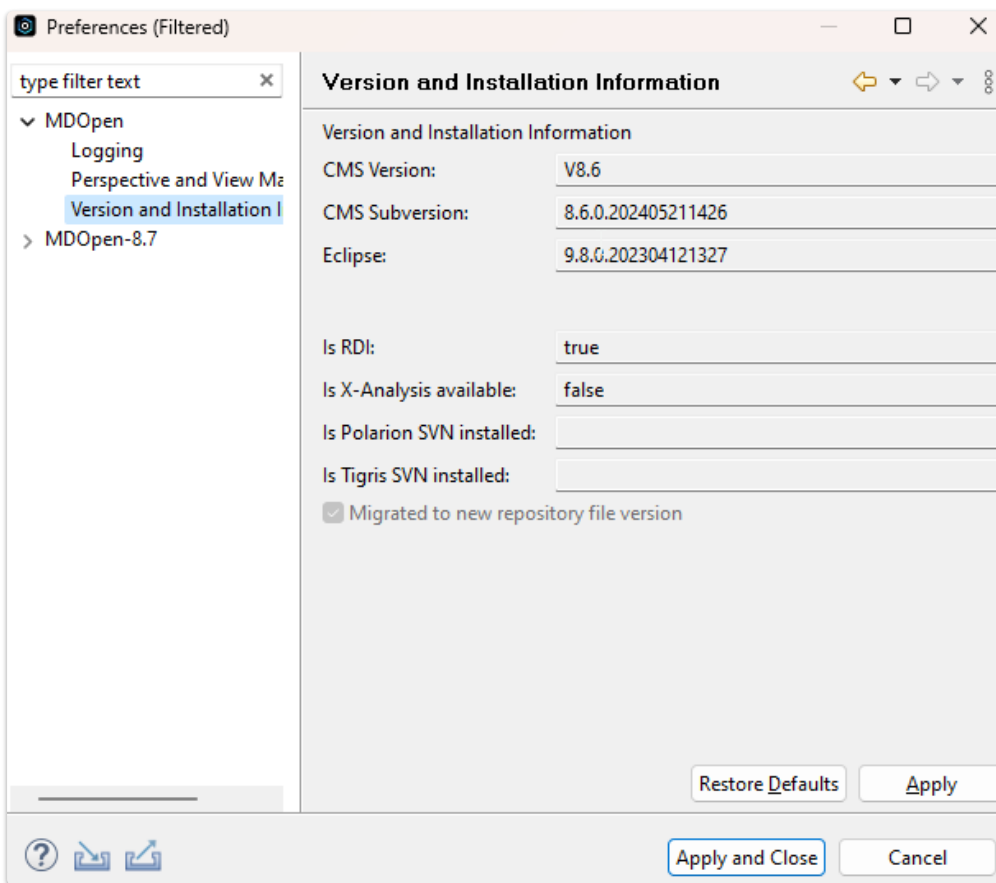 Preferences (Filtered)
type filter text
MDOpen
Logging
Perspective and View Ma
Version and Installation I
MDOpen-8.7
Version and Installation Information
Version and Installation Information
CMS Version: V8.6
CMS Subversion: 8.6.0.202405211426
Eclipse: 9.8.0.202304121327
Is RDI: true
Is X-Analysis available: false
Is Polarion SVN installed:
Is Tigris SVN installed:
Migrated to new repository file version
Restore Defaults Apply
Apply and Close Cancel